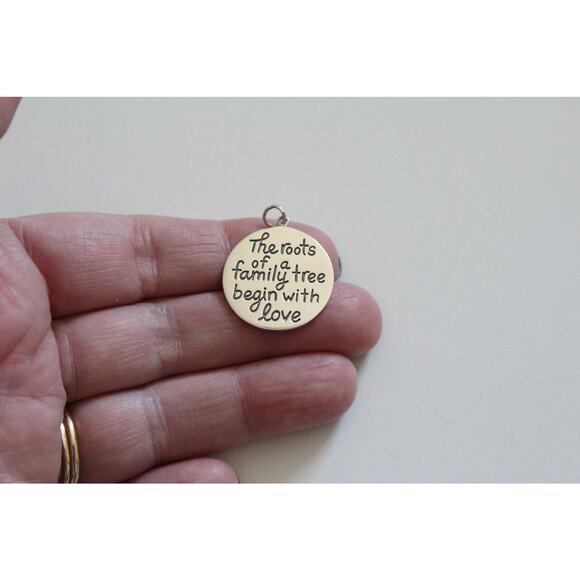 The roots
of a
family tree
begin with
love